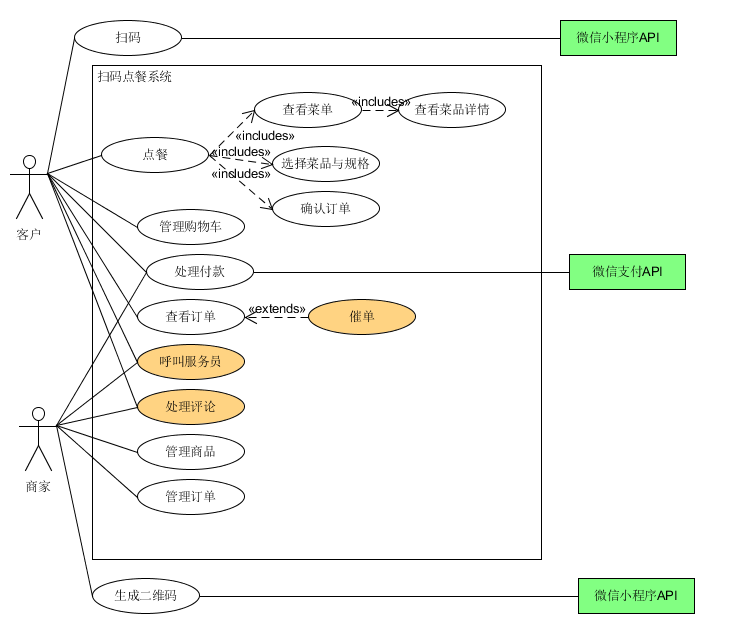 扫码
微信小程序API
扫码点餐系统
查看菜单
«includes»
查看菜品详情
«includes»
点餐
«includes»
选择菜品与规格
«includes»
确认订单
客户
管理购物车
处理付款
微信支付API
查看订单
«extends»
催单
呼叫服务员
处理评论
商家
管理商品
管理订单
生成二维码
微信小程序API